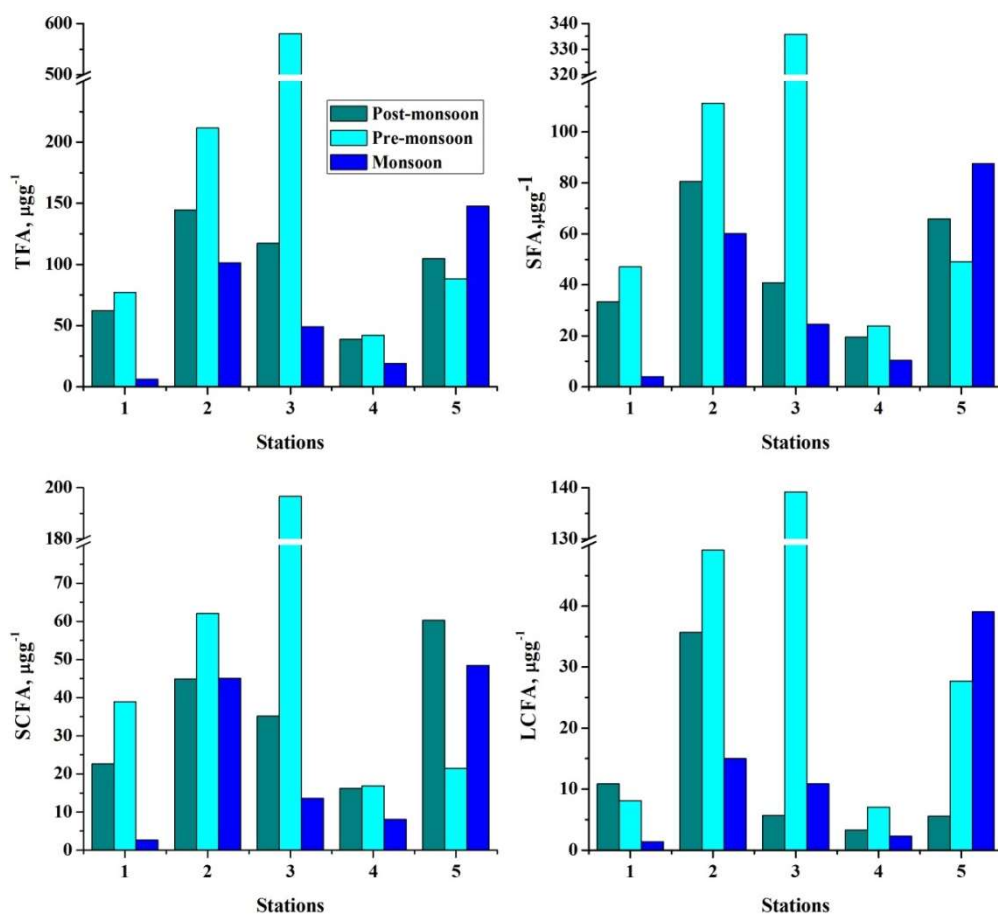 600
500
200
150
100
50
0
TFA, µgg-1
Post-monsoon
Pre-monsoon
Monsoon
1 2 3 4 5
Stations
340
330
320
100
80
60
40
20
0
SFA,µgg-1
1 2 3 4 5
Stations
200
180
70
60
50
40
30
20
10
0
SCFA, µgg-1
1 2 3 4 5
Stations
140
130
40
30
20
10
0
LCFA, µgg-1
1 2 3 4 5
Stations